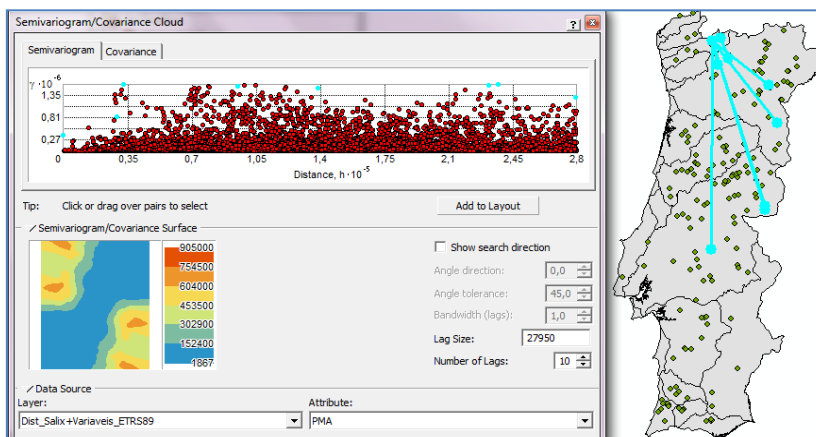 Semivariogram/Covariance Cloud
?
Semivariogram Covariance
γ · 10⁻⁶
1,35
0,81
0,27
0 0,35 0,7 1,05 1,4 1,75 2,1 2,45 2,8
Distance, h · 10⁻⁵
Tip: Click or drag over pairs to select
Add to Layout
Semivariogram/Covariance Surface
905000
754500
604000
453500
302900
152400
1867
Show search direction
Angle direction: 0,0
Angle tolerance: 45,0
Bandwidth (lags): 1,0
Lag Size: 27950
Number of Lags: 10
Data Source
Layer: Attribute:
Dist_Salix+Variaveis_ETRS89 PMA